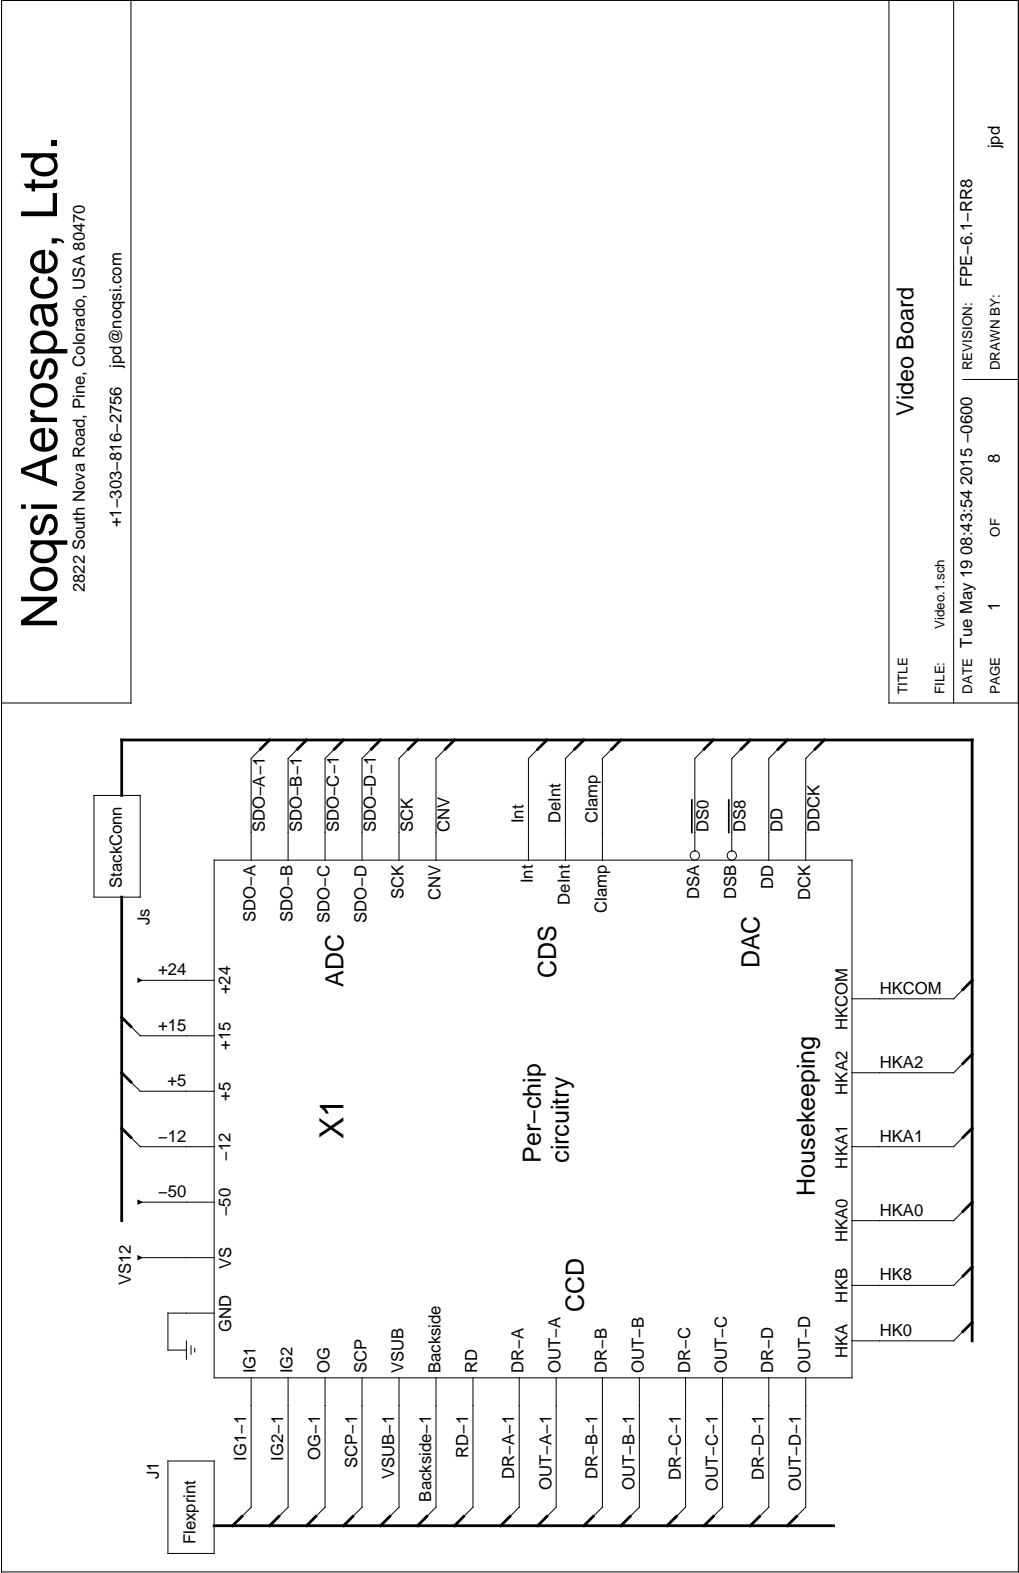 Noqsi Aerospace, Ltd.
2822 South Nova Road, Pine, Colorado, USA 80470
+1−303−816−2756 jpd@noqsi.com
J1
Flexprint
IG1−1
IG2−1
OG−1
SCP−1
VSUB−1
Backside−1
RD−1
DR−A−1
OUT−A−1
DR−B−1
OUT−B−1
DR−C−1
OUT−C−1
DR−D−1
OUT−D−1
IG1
IG2
OG
SCP
VSUB
Backside
RD
DR−A
OUT−A
DR−B
OUT−B
DR−C
OUT−C
DR−D
OUT−D
CCD
VS12
−50
−12
+5
+15
+24
GND
VS
−50
−12
+5
+15
+24
Js
StackConn
X1
Per−chip
circuitry
Housekeeping
ADC
CDS
DAC
SDO−A
SDO−B
SDO−C
SDO−D
SCK
CNV
Int
DeInt
Clamp
DSA
DSB
DD
DCK
SDO−A−1
SDO−B−1
SDO−C−1
SDO−D−1
SCK
CNV
Int
DeInt
Clamp
DS0
DS8
DD
DDCK
HKA
HKB
HKA0
HKA1
HKA2
HKCOM
HK0
HK8
HKA0
HKA1
HKA2
HKCOM
TITLE
Video Board
FILE: Video.1.sch
DATE Tue May 19 08:43:54 2015 −0600
REVISION: FPE−6.1−RR8
PAGE 1 OF 8
DRAWN BY: jpd